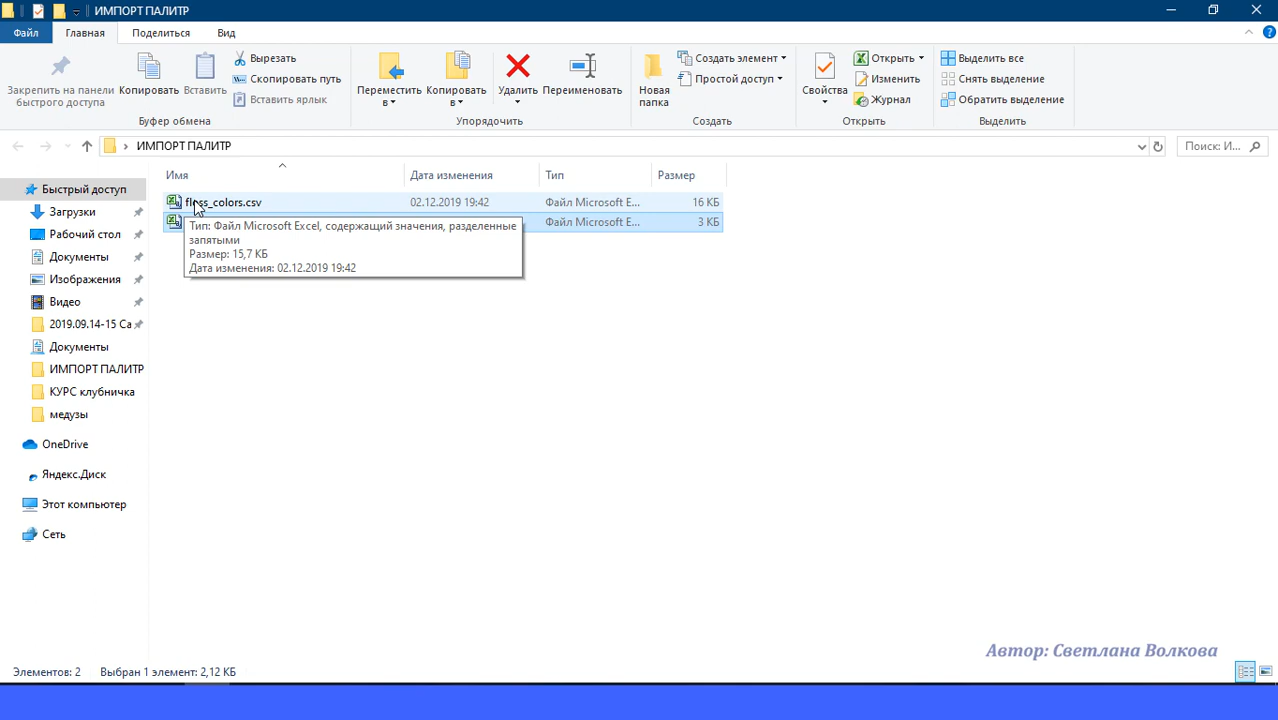 ИМПОРТ ПАЛИТР
Файл
Главная
Поделиться
Вид
Закрепить на панели
быстрого доступа
Копировать
Вставить
Вырезать
Скопировать путь
Вставить ярлык
Буфер обмена
Переместить
в
Копировать
в
Удалить
Переименовать
Упорядочить
Новая
папка
Создать элемент
Простой доступ
Создать
Свойства
Открыть
Изменить
Журнал
Открыть
Выделить все
Снять выделение
Обратить выделение
Выделить
ИМПОРТ ПАЛИТР
Поиск: И...
Имя
Дата изменения
Тип
Размер
floss_colors.csv
02.12.2019 19:42
Файл Microsoft E...
16 КБ
Файл Microsoft E...
3 КБ
Тип: Файл Microsoft Excel, содержащий значения, разделенные
запятыми
Размер: 15,7 КБ
Дата изменения: 02.12.2019 19:42
Быстрый доступ
Загрузки
Рабочий стол
Документы
Изображения
Видео
2019.09.14-15 Са
Документы
ИМПОРТ ПАЛИТР
КУРС клубничка
медузы
OneDrive
Яндекс.Диск
Этот компьютер
Сеть
Автор: Светлана Волкова
Элементов: 2
Выбран 1 элемент: 2,12 КБ